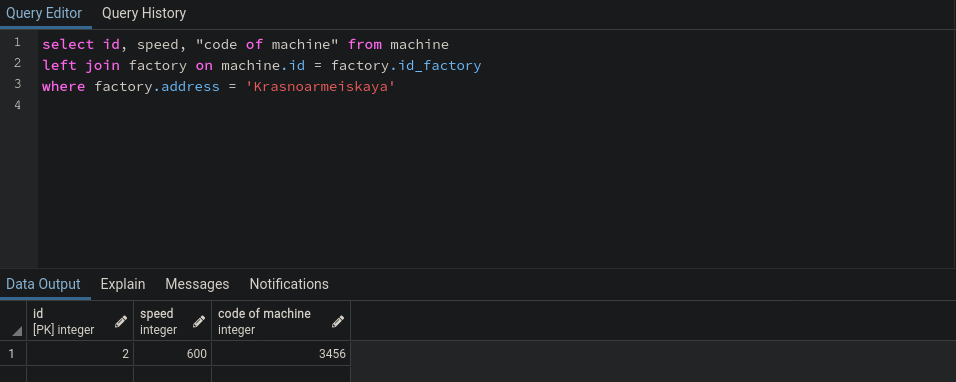 Query Editor Query History
1 select id, speed, "code of machine" from machine
2 left join factory on machine.id = factory.id_factory
3 where factory.address = 'Krasnoarmeiskaya'
4
Data Output Explain Messages Notifications
id speed code of machine
[PK] integer integer integer
1 2 600 3456